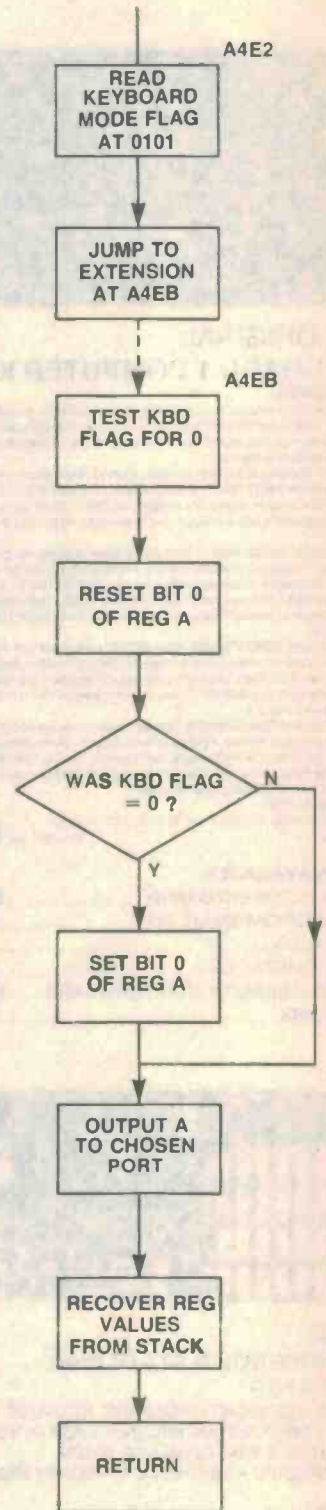 A4E2
READ
KEYBOARD
MODE FLAG
AT 0101
JUMP TO
EXTENSION
AT A4EB
A4EB
TEST KBD
FLAG FOR 0
RESET BIT 0
OF REG A
WAS KBD FLAG
= 0 ?
N
Y
SET BIT 0
OF REG A
OUTPUT A
TO CHOSEN
PORT
RECOVER REG
VALUES
FROM STACK
RETURN